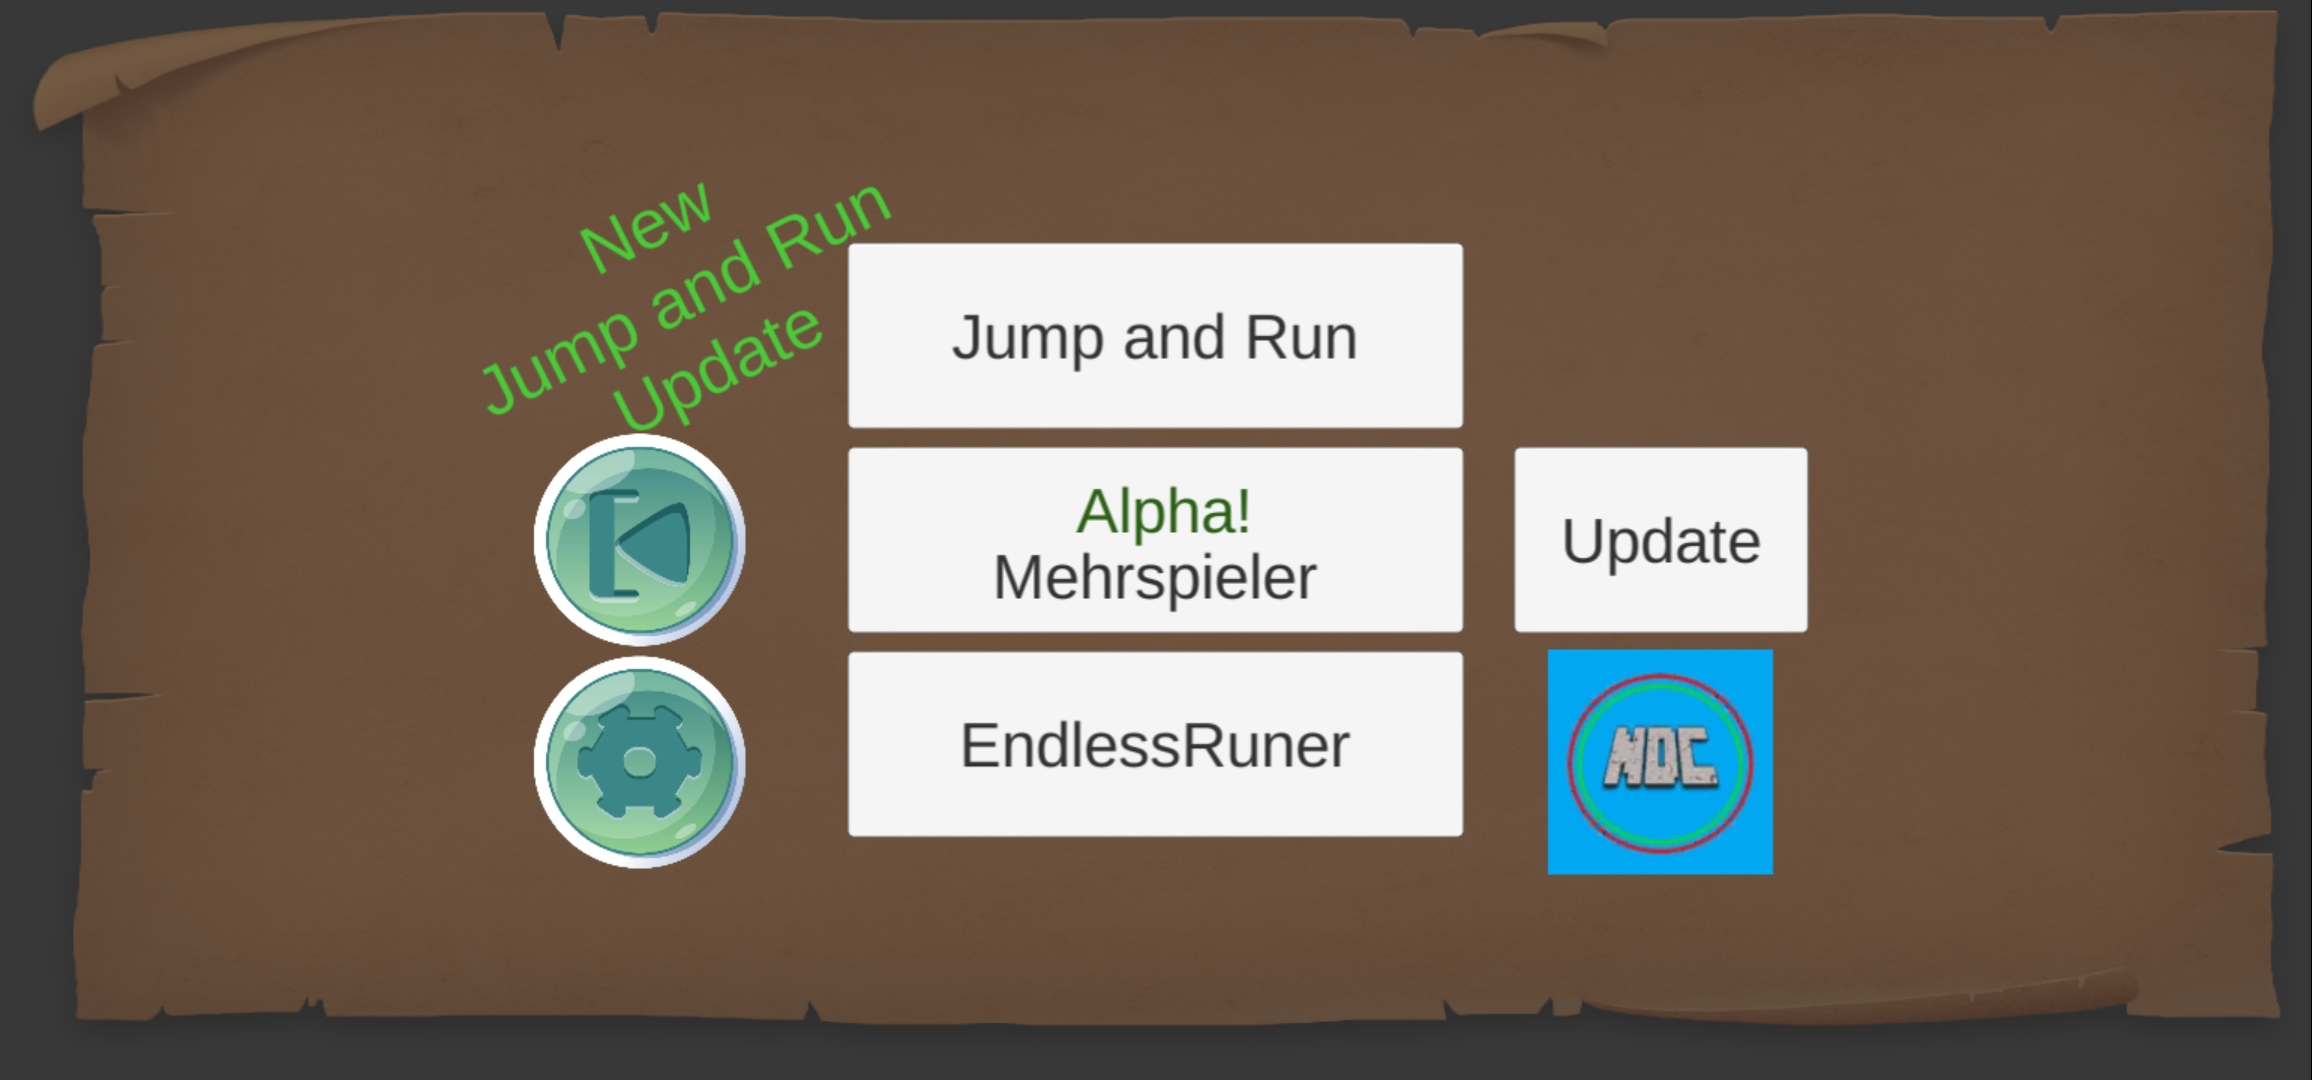 New
Jump and Run
Update
Jump and Run
Alpha!
Mehrspieler
Update
EndlessRuner
NDC